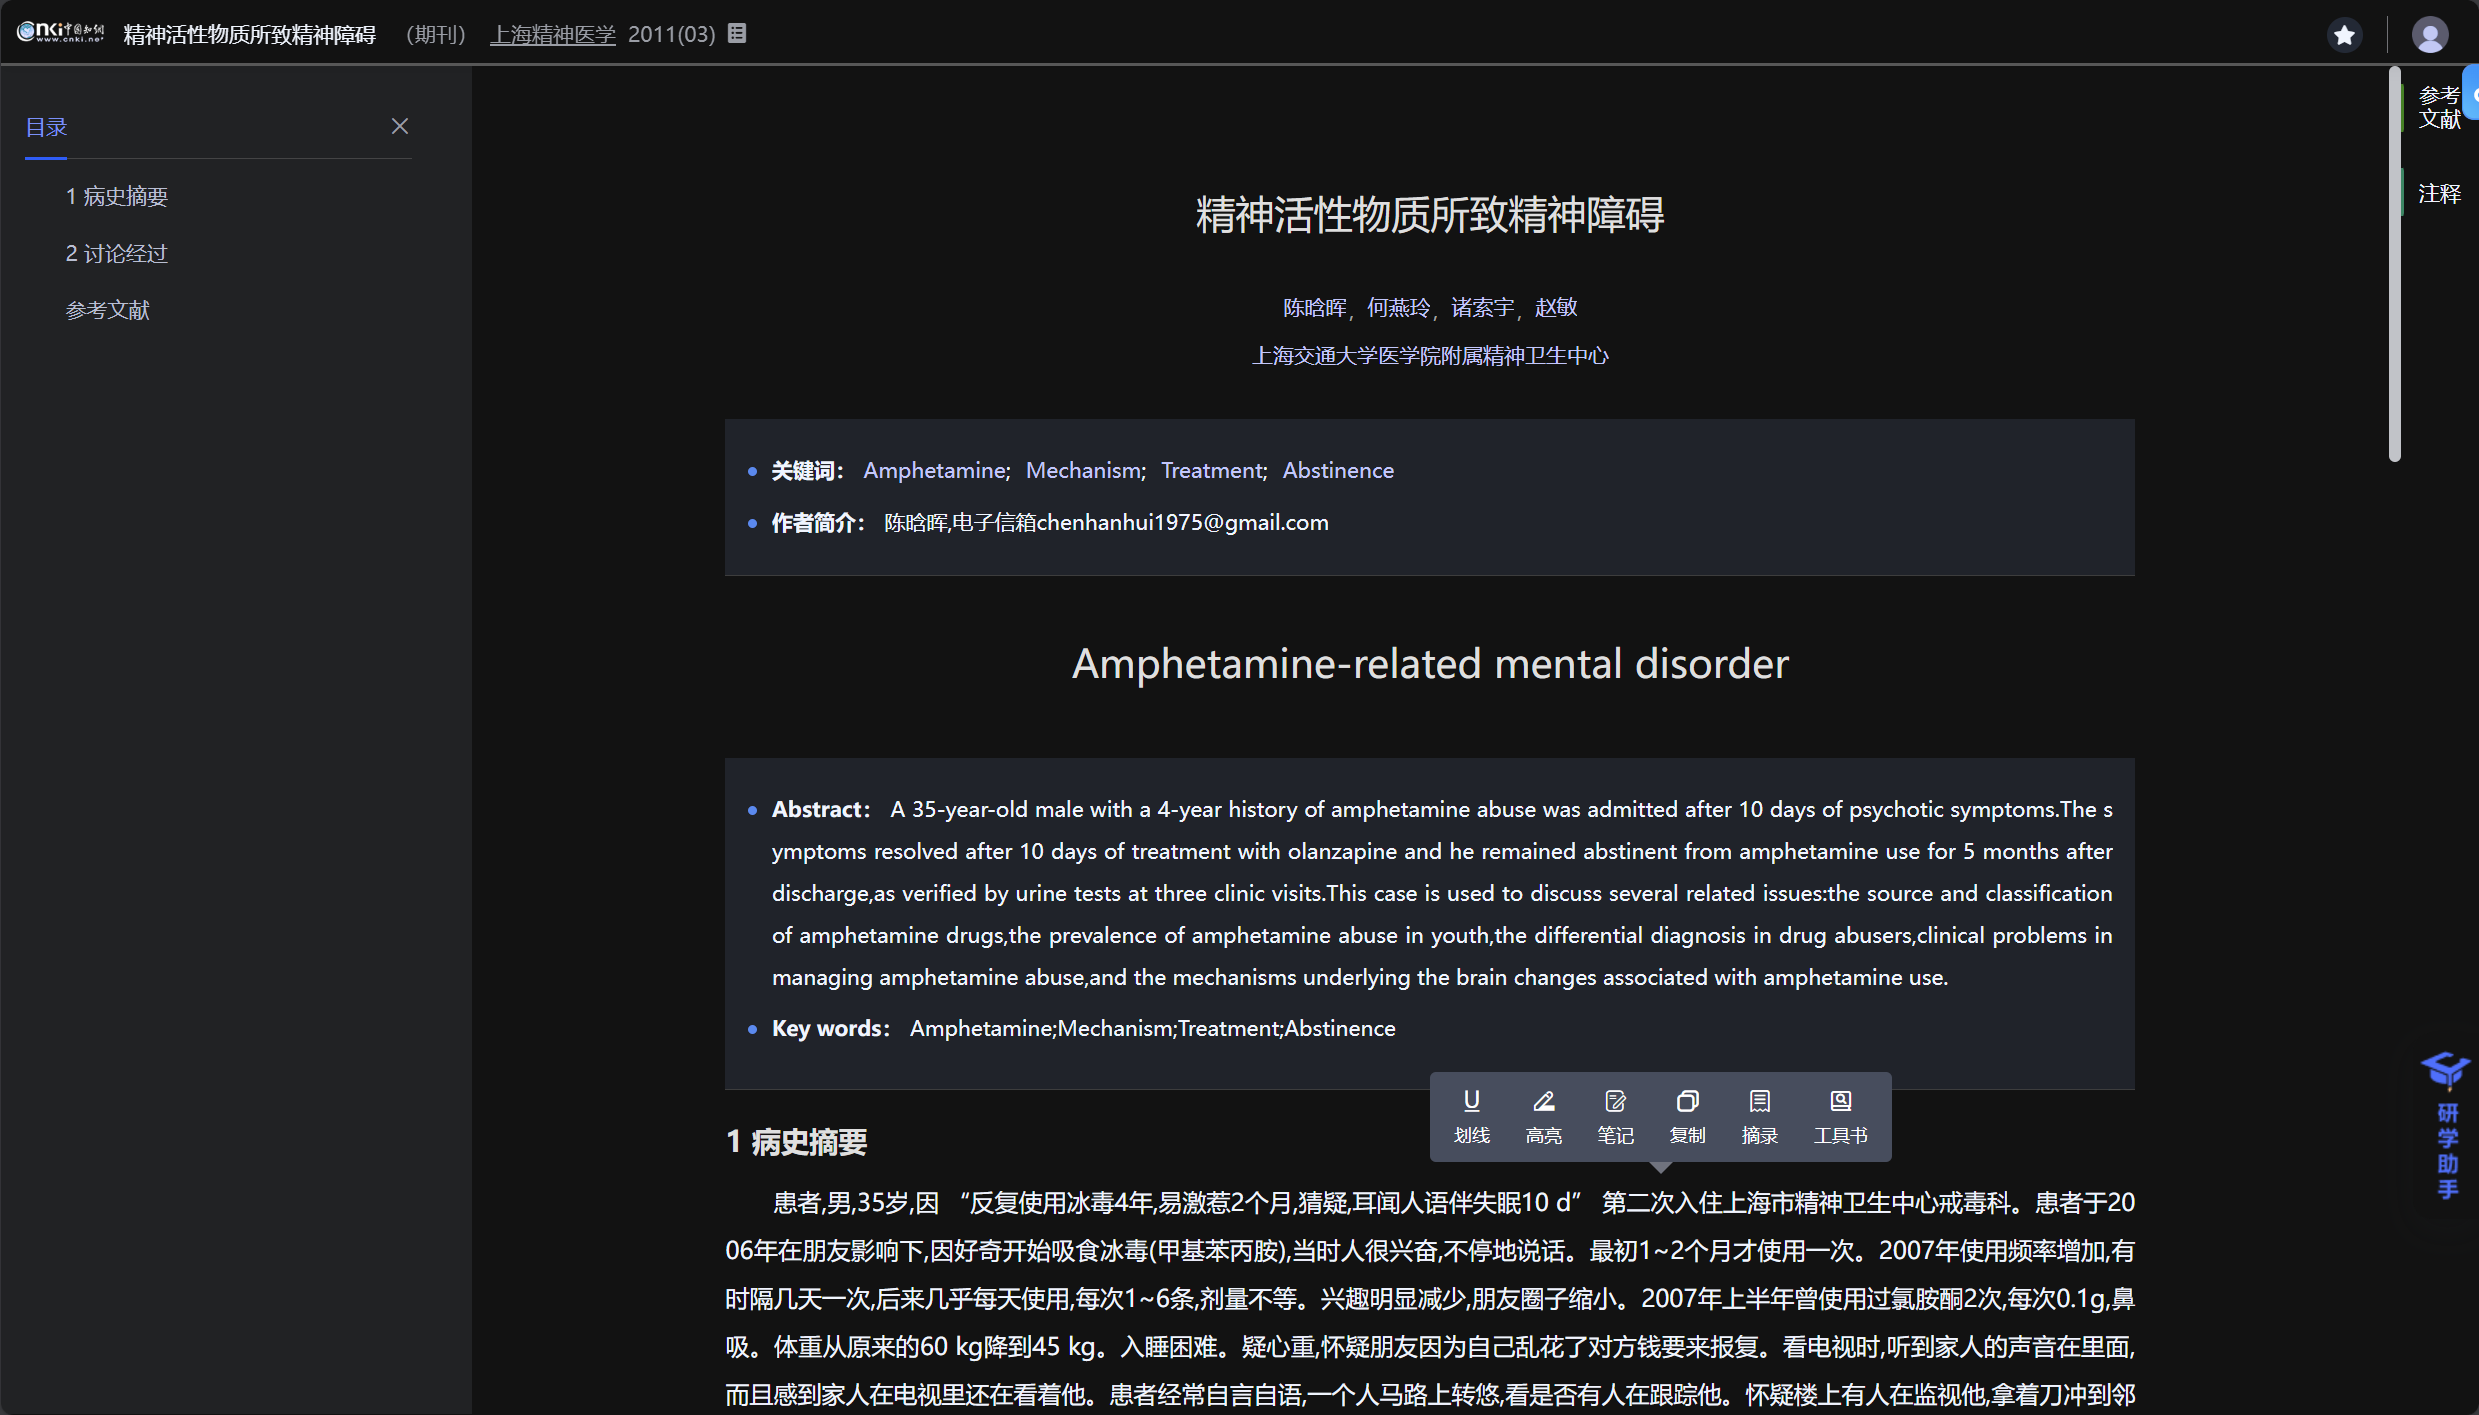 cnki中国知网 www.cnki.net
精神活性物质所致精神障碍 (期刊) 上海精神医学 2011(03)
目录
1 病史摘要
2 讨论经过
参考文献
参考
文献
注释
精神活性物质所致精神障碍
陈晗晖, 何燕玲, 诸索宇, 赵敏
上海交通大学医学院附属精神卫生中心
关键词： Amphetamine; Mechanism; Treatment; Abstinence
作者简介： 陈晗晖,电子信箱chenhanhui1975@gmail.com
Amphetamine-related mental disorder
Abstract： A 35-year-old male with a 4-year history of amphetamine abuse was admitted after 10 days of psychotic symptoms.The s
ymptoms resolved after 10 days of treatment with olanzapine and he remained abstinent from amphetamine use for 5 months after
discharge,as verified by urine tests at three clinic visits.This case is used to discuss several related issues:the source and classification
of amphetamine drugs,the prevalence of amphetamine abuse in youth,the differential diagnosis in drug abusers,clinical problems in
managing amphetamine abuse,and the mechanisms underlying the brain changes associated with amphetamine use.
Key words： Amphetamine;Mechanism;Treatment;Abstinence
划线 高亮 笔记 复制 摘录 工具书
1 病史摘要
患者,男,35岁,因 “反复使用冰毒4年,易激惹2个月,猜疑,耳闻人语伴失眠10 d” 第二次入住上海市精神卫生中心戒毒科。患者于20
06年在朋友影响下,因好奇开始吸食冰毒(甲基苯丙胺),当时人很兴奋,不停地说话。最初1~2个月才使用一次。2007年使用频率增加,有
时隔几天一次,后来几乎每天使用,每次1~6条,剂量不等。兴趣明显减少,朋友圈子缩小。2007年上半年曾使用过氯胺酮2次,每次0.1g,鼻
吸。体重从原来的60 kg降到45 kg。入睡困难。疑心重,怀疑朋友因为自己乱花了对方钱要来报复。看电视时,听到家人的声音在里面,
而且感到家人在电视里还在看着他。患者经常自言自语,一个人马路上转悠,看是否有人在跟踪他。怀疑楼上有人在监视他,拿着刀冲到邻
研
学
助
手